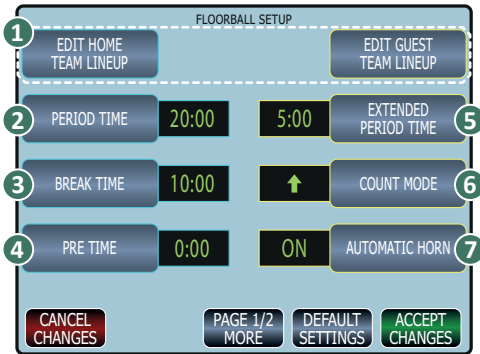 FLOORBALL SETUP
1
EDIT HOME
TEAM LINEUP
EDIT GUEST
TEAM LINEUP
2
PERIOD TIME
20:00
5:00
EXTENDED
PERIOD TIME
5
3
BREAK TIME
10:00
COUNT MODE
6
4
PRE TIME
0:00
ON
AUTOMATIC HORN
7
CANCEL
CHANGES
PAGE 1/2
MORE
DEFAULT
SETTINGS
ACCEPT
CHANGES